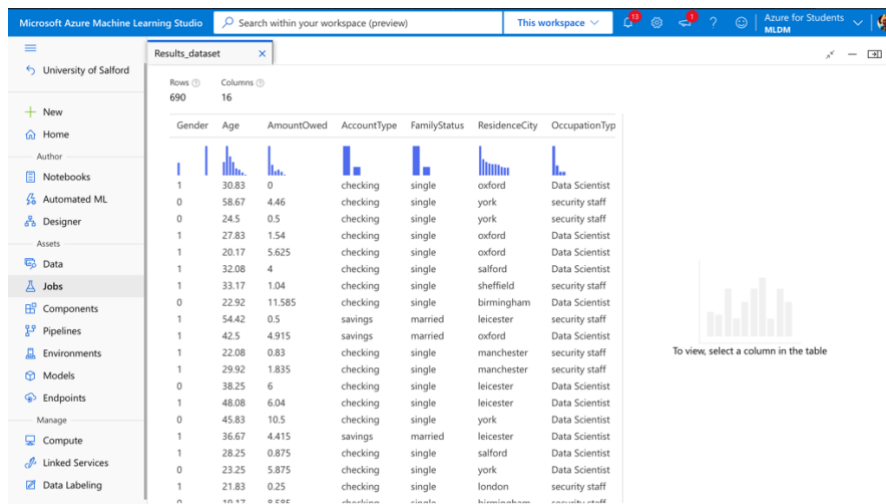 Microsoft Azure Machine Learning Studio
Search within your workspace (preview)
This workspace
13
1
?
Azure for Students
MLDM
University of Salford
New
Home
Author
Notebooks
Automated ML
Designer
Assets
Data
Jobs
Components
Pipelines
Environments
Models
Endpoints
Manage
Compute
Linked Services
Data Labeling
Results_dataset
Rows Columns
690 16
Gender Age AmountOwed AccountType FamilyStatus ResidenceCity OccupationTyp
1 30.83 0 checking single oxford Data Scientist
0 58.67 4.46 checking single york security staff
0 24.5 0.5 checking single york security staff
1 27.83 1.54 checking single oxford Data Scientist
1 20.17 5.625 checking single oxford Data Scientist
1 32.08 4 checking single salford Data Scientist
1 33.17 1.04 checking single sheffield security staff
0 22.92 11.585 checking single birmingham Data Scientist
1 54.42 0.5 savings married leicester security staff
1 42.5 4.915 savings married oxford Data Scientist
1 22.08 0.83 checking single manchester security staff
1 29.92 1.835 checking single manchester security staff
0 38.25 6 checking single leicester Data Scientist
1 48.08 6.04 checking single leicester Data Scientist
0 45.83 10.5 checking single york Data Scientist
1 36.67 4.415 savings married leicester Data Scientist
1 28.25 0.875 checking single salford Data Scientist
0 23.25 5.875 checking single york Data Scientist
1 21.83 0.25 checking single london security staff
0 19.17 8.585 checking single birmingham security staff
To view, select a column in the table